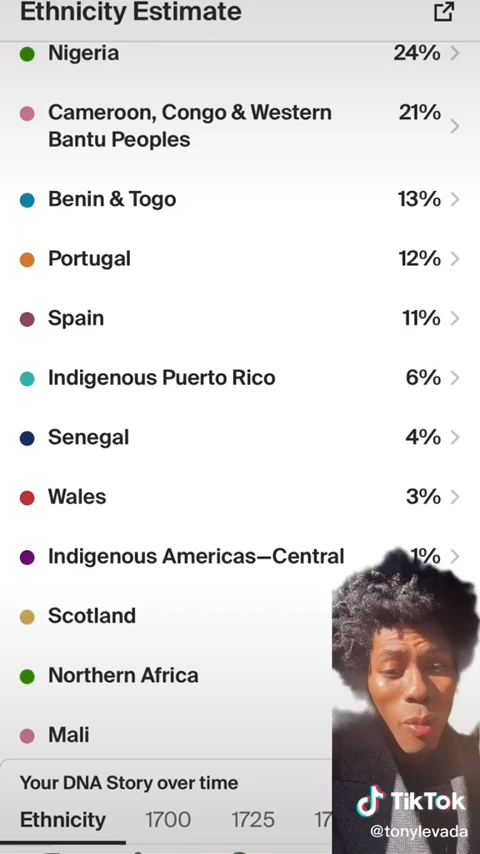 Ethnicity Estimate
Nigeria 24%
Cameroon, Congo & Western 21%
Bantu Peoples
Benin & Togo 13%
Portugal 12%
Spain 11%
Indigenous Puerto Rico 6%
Senegal 4%
Wales 3%
Indigenous Americas—Central 1%
Scotland
Northern Africa
Mali
Your DNA Story over time
Ethnicity 1700 1725 17
TikTok
@tonylevada